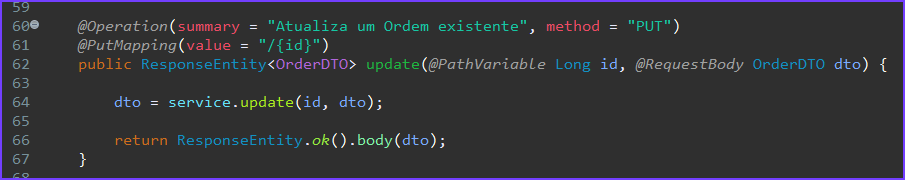 59
60 @Operation(summary = "Atualiza um Ordem existente", method = "PUT")
61 @PutMapping(value = "/{id}")
62 public ResponseEntity<OrderDTO> update(@PathVariable Long id, @RequestBody OrderDTO dto) {
63
64 dto = service.update(id, dto);
65
66 return ResponseEntity.ok().body(dto);
67 }
68